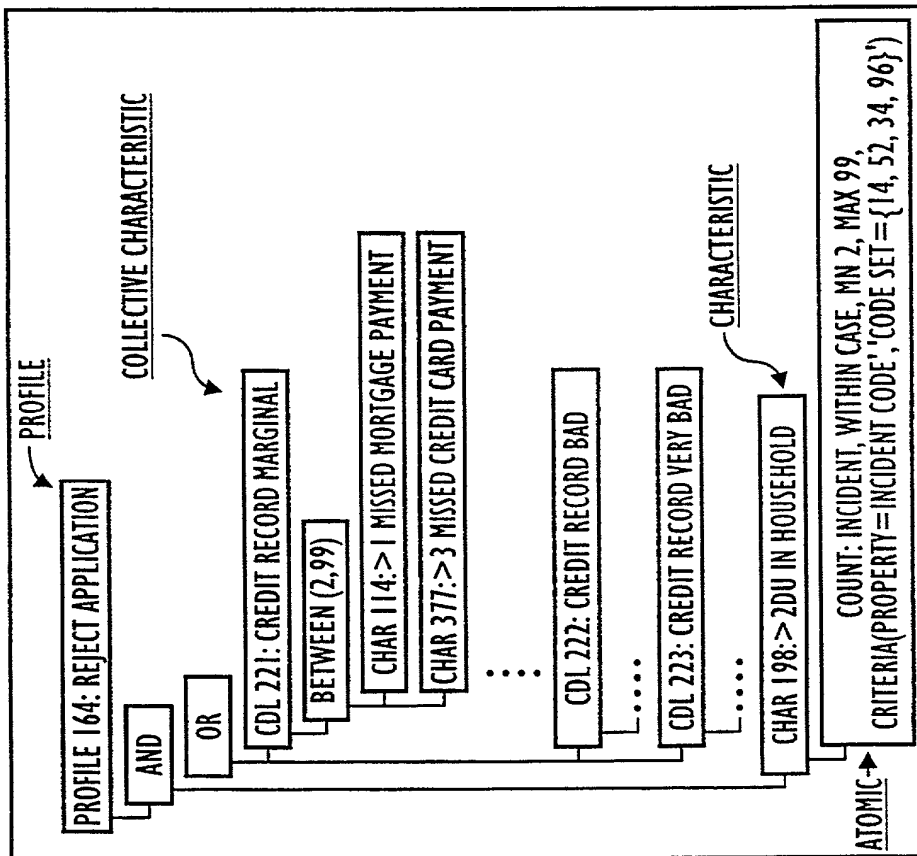 PROFILE
PROFILE 164: REJECT APPLICATION
AND
OR
COLLECTIVE CHARACTERISTIC
CDL 221: CREDIT RECORD MARGINAL
BETWEEN (2,99)
CHAR 114:> 1 MISSED MORTGAGE PAYMENT
CHAR 377:> 3 MISSED CREDIT CARD PAYMENT
CDL 222: CREDIT RECORD BAD
CDL 223: CREDIT RECORD VERY BAD
CHARACTERISTIC
CHAR 198:> 2DU IN HOUSEHOLD
ATOMIC
COUNT: INCIDENT, WITHIN CASE, MN 2, MAX 99,
CRITERIA(PROPERTY=INCIDENT CODE','CODE SET={14, 52, 34, 96}')